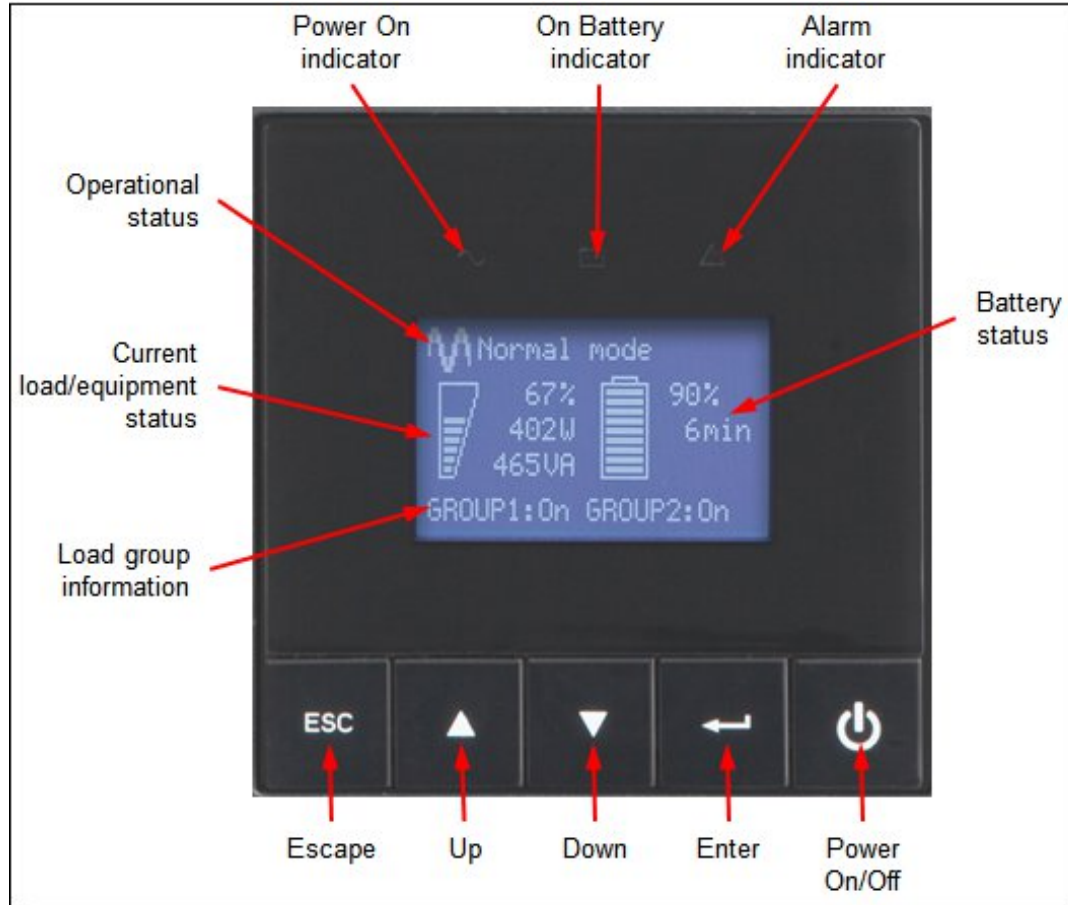 Power On
indicator
On Battery
indicator
Alarm
indicator
Operational
status
Current
load/equipment
status
Load group
information
Battery
status
Normal mode
67%
402W
465VA
90%
6min
GROUP1:On GROUP2:On
ESC
Escape
Up
Down
Enter
Power
On/Off